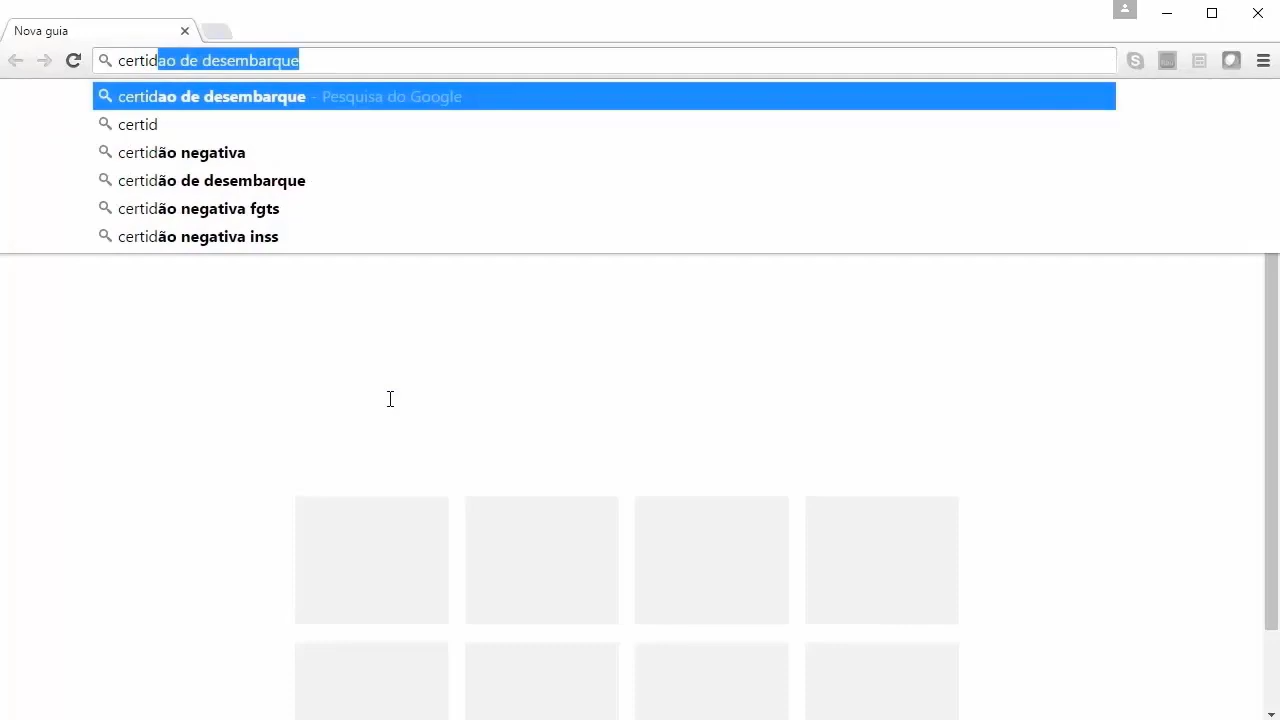 Nova guia
certidao de desembarque
certidao de desembarque - Pesquisa do Google
certid
certidão negativa
certidão de desembarque
certidão negativa fgts
certidão negativa inss